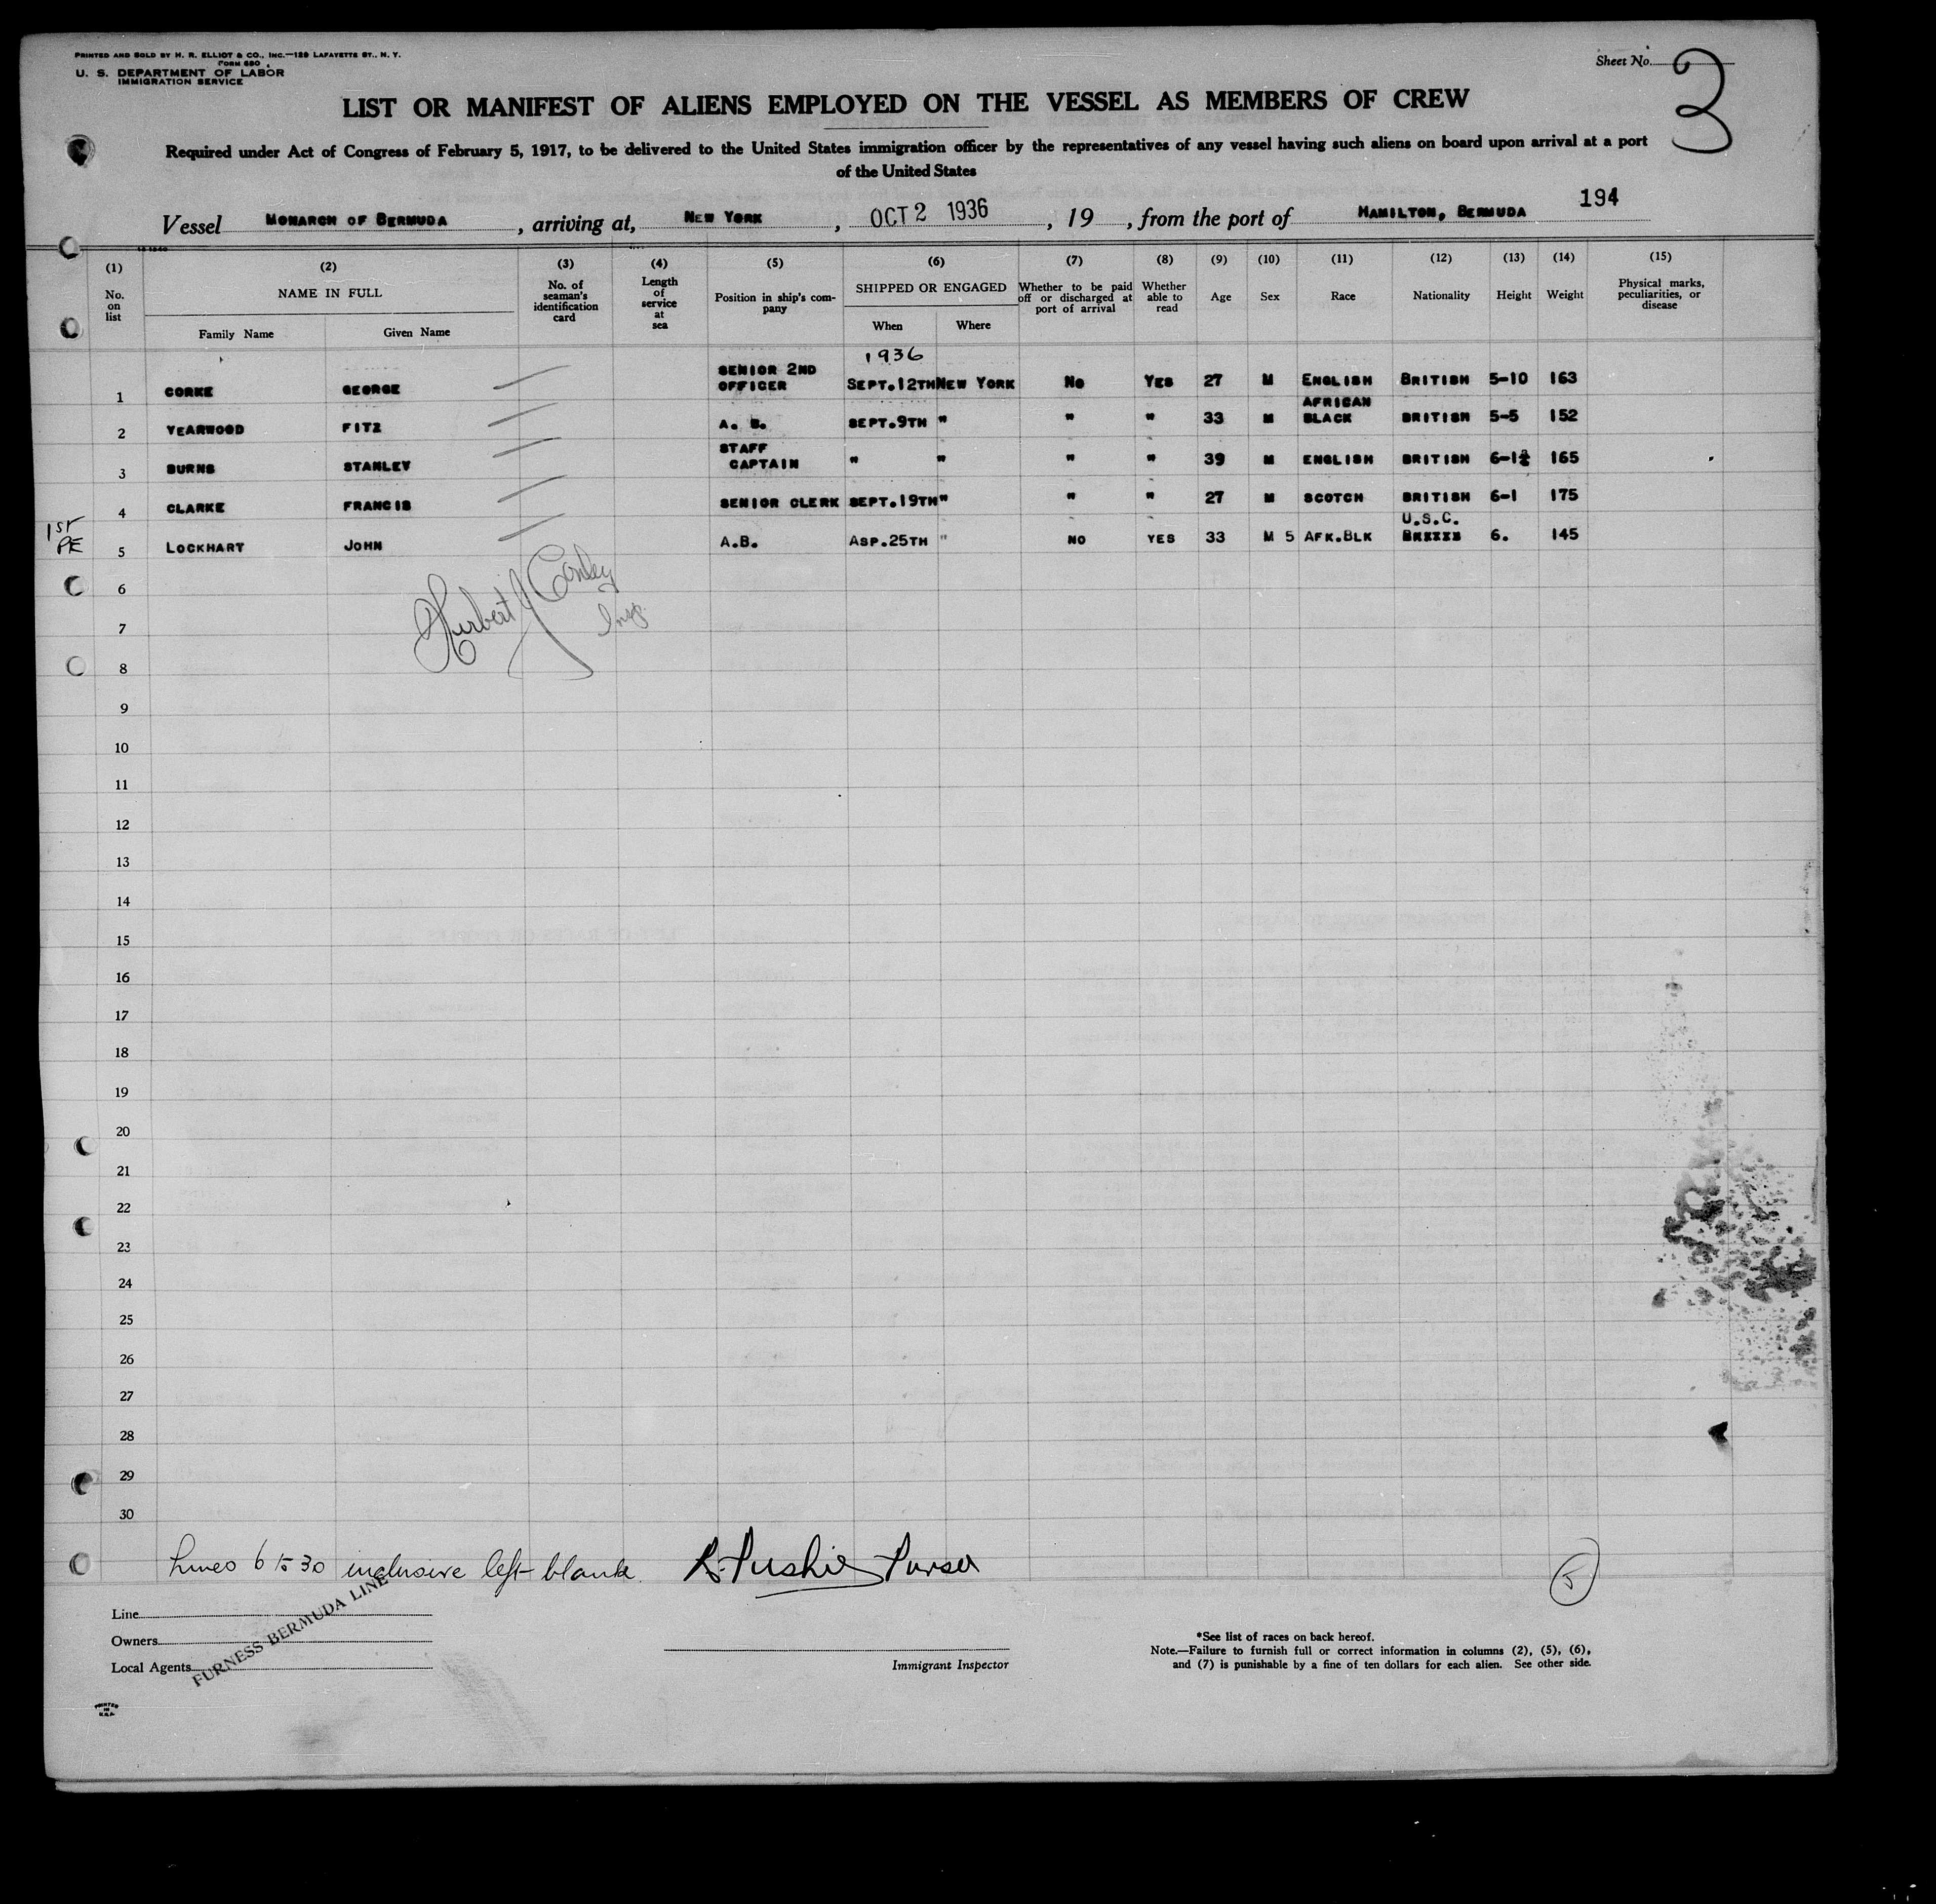 PRINTED AND SOLD BY H. R. ELLIOT & CO., INC.—129 LAFAYETTE ST., N. Y.
FORM 680
U. S. DEPARTMENT OF LABOR
IMMIGRATION SERVICE
Sheet No. 3
LIST OR MANIFEST OF ALIENS EMPLOYED ON THE VESSEL AS MEMBERS OF CREW
Required under Act of Congress of February 5, 1917, to be delivered to the United States immigration officer by the representatives of any vessel having such aliens on board upon arrival at a port
of the United States
194
Vessel MONARCH OF BERMUDA, arriving at, NEW YORK, OCT 2 1936, 19 , from the port of HAMILTON, BERMUDA
(1) No. on list
(2) NAME IN FULL
Family Name Given Name
(3) No. of seaman's identification card
(4) Length of service at sea
(5) Position in ship's com-pany
(6) SHIPPED OR ENGAGED
When Where
(7) Whether to be paid off or discharged at port of arrival
(8) Whether able to read
(9) Age
(10) Sex
(11) Race
(12) Nationality
(13) Height
(14) Weight
(15) Physical marks, peculiarities, or disease
1936
1 CORKE GEORGE SENIOR 2ND OFFICER SEPT.12TH NEW YORK NO YES 27 M ENGLISH BRITISH 5-10 163
2 YEARWOOD FITZ A. B. SEPT.9TH " " " 33 M AFRICAN BLACK BRITISH 5-5 152
3 BURNS STANLEY STAFF CAPTAIN " " " " 39 M ENGLISH BRITISH 6-1½ 165
4 CLARKE FRANCIS SENIOR CLERK SEPT.19TH " " " 27 M SCOTCH BRITISH 6-1 175
1ST PE
5 LOCKHART JOHN A.B. ASP.25TH " NO YES 33 M 5 AFK.BLK U.S.C. 6. 145
6
Herbert J Conley
Insp.
7
8
9
10
11
12
13
14
15
16
17
18
19
20
21
22
23
24
25
26
27
28
29
30
Lines 6 to 30 inclusive left blank. R. Pushie Purser
5
Line
Owners
Local Agents
FURNESS BERMUDA LINE
Immigrant Inspector
*See list of races on back hereof.
Note.—Failure to furnish full or correct information in columns (2), (5), (6),
and (7) is punishable by a fine of ten dollars for each alien. See other side.
PRINTED
IN
U.S.A.